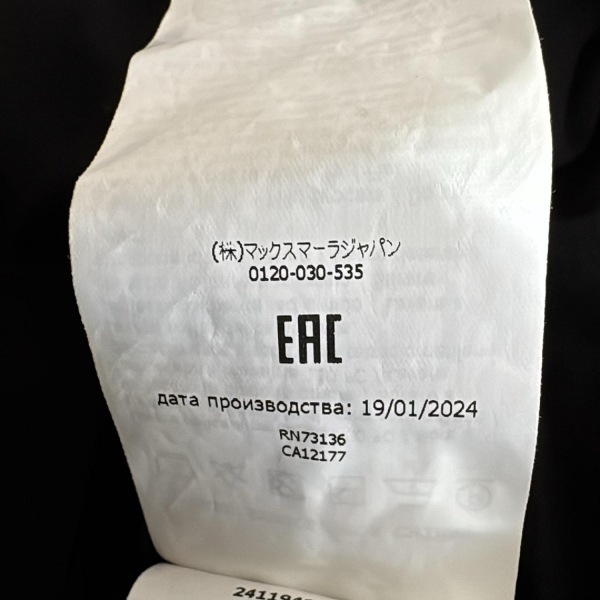 (株)マックスマーラジャパン
0120-030-535
EAC
дата производства: 19/01/2024
RN73136
CA12177